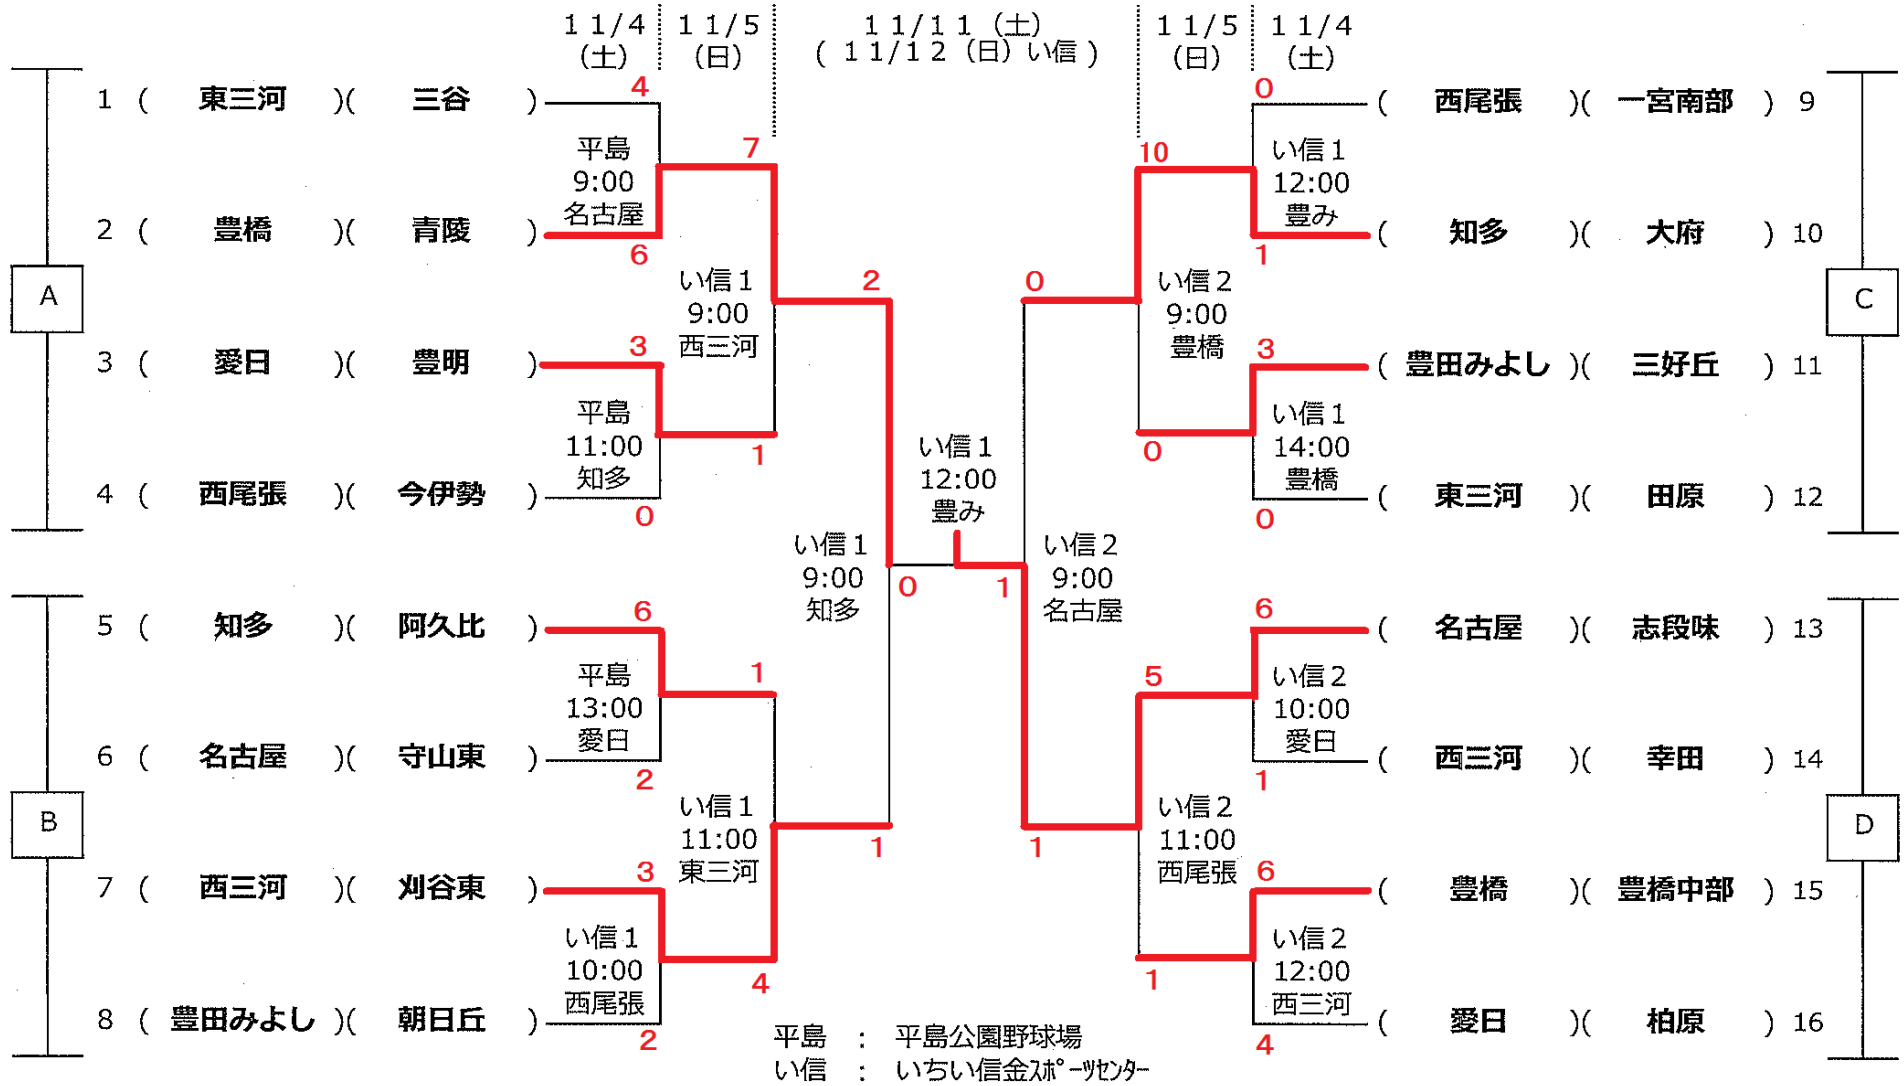 １１/４ １１/５ １１/１１（土） １１/５ １１/４
（土） （日） （１１/１２（日）い信） （日） （土）
1 （ 東三河 ）（ 三谷 ） 4 0 （ 西尾張 ）（ 一宮南部 ） 9
平島 7 10 い信１
9:00 12:00
名古屋 豊み
2 （ 豊橋 ）（ 青陵 ） 6 1 （ 知多 ）（ 大府 ） 10
い信１ 2 0 い信２
A 9:00 9:00 C
西三河 豊橋
3 （ 愛日 ）（ 豊明 ） 3 3 （ 豊田みよし ）（ 三好丘 ） 11
平島 い信１
11:00 1 い信１ 0 14:00
知多 12:00 豊橋
4 （ 西尾張 ）（ 今伊勢 ） 0 豊み 0 （ 東三河 ）（ 田原 ） 12
い信１ い信２
9:00 0 1 9:00
知多 名古屋
5 （ 知多 ）（ 阿久比 ） 6 6 （ 名古屋 ）（ 志段味 ） 13
平島 1 5 い信２
13:00 10:00
愛日 愛日
6 （ 名古屋 ）（ 守山東 ） 2 1 （ 西三河 ）（ 幸田 ） 14
い信１ い信２
B 11:00 1 1 11:00 D
東三河 西尾張
7 （ 西三河 ）（ 刈谷東 ） 3 6 （ 豊橋 ）（ 豊橋中部 ） 15
い信１ い信２
10:00 4 1 12:00
西尾張 西三河
8 （ 豊田みよし ）（ 朝日丘 ） 2 4 （ 愛日 ）（ 柏原 ） 16
平島 ： 平島公園野球場
い信 ： いちい信金ｽﾎﾟｰﾂｾﾝﾀｰ